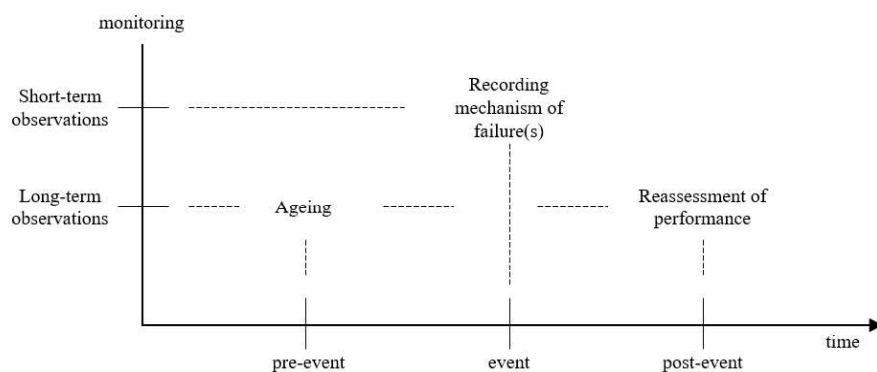 monitoring
Short-term
observations
Recording
mechanism of
failure(s)
Long-term
observations
Ageing
Reassessment of
performance
time
pre-event
event
post-event